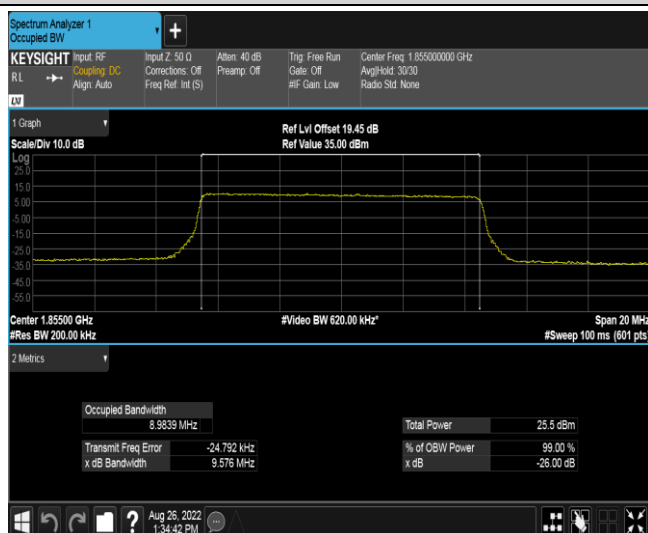 Spectrum Analyzer 1
Occupied BW
+
KEYSIGHT
RL
LXI
Input: RF
Coupling: DC
Align: Auto
Input Z: 50 Ω
Corrections: Off
Freq Ref: Int (S)
Atten: 40 dB
Preamp: Off
Trig: Free Run
Gate: Off
#IF Gain: Low
Center Freq: 1.855000000 GHz
Avg|Hold: 30/30
Radio Std: None
1 Graph
Scale/Div 10.0 dB
Ref Lvl Offset 19.45 dB
Ref Value 35.00 dBm
Log
25.0
15.0
5.00
-5.00
-15.0
-25.0
-35.0
-45.0
-55.0
Center 1.85500 GHz
#Video BW 620.00 kHz*
Span 20 MHz
#Res BW 200.00 kHz
#Sweep 100 ms (601 pts)
2 Metrics
Occupied Bandwidth
8.9839 MHz
Total Power 25.5 dBm
Transmit Freq Error -24.792 kHz
% of OBW Power 99.00 %
x dB Bandwidth 9.576 MHz
x dB -26.00 dB
?
Aug 26, 2022
1:34:42 PM